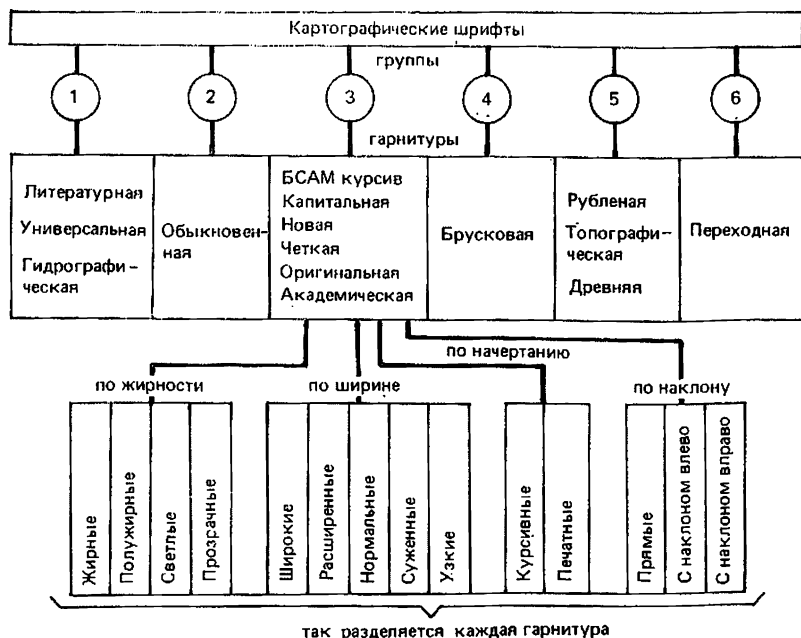 Картографические шрифты
группы
1
2
3
4
5
6
гарнитуры
Литературная
Универсальная
Гидрографи-
ческая
Обыкновен-
ная
БСАМ курсив
Капитальная
Новая
Четкая
Оригинальная
Академическая
Брусковая
Рубленая
Топографи-
ческая
Древняя
Переходная
по жирности
по ширине
по начертанию
по наклону
Жирные
Полужирные
Светлые
Прозрачные
Широкие
Расширенные
Нормальные
Суженные
Узкие
Курсивные
Печатные
Прямые
С наклоном влево
С наклоном вправо
так разделяется каждая гарнитура